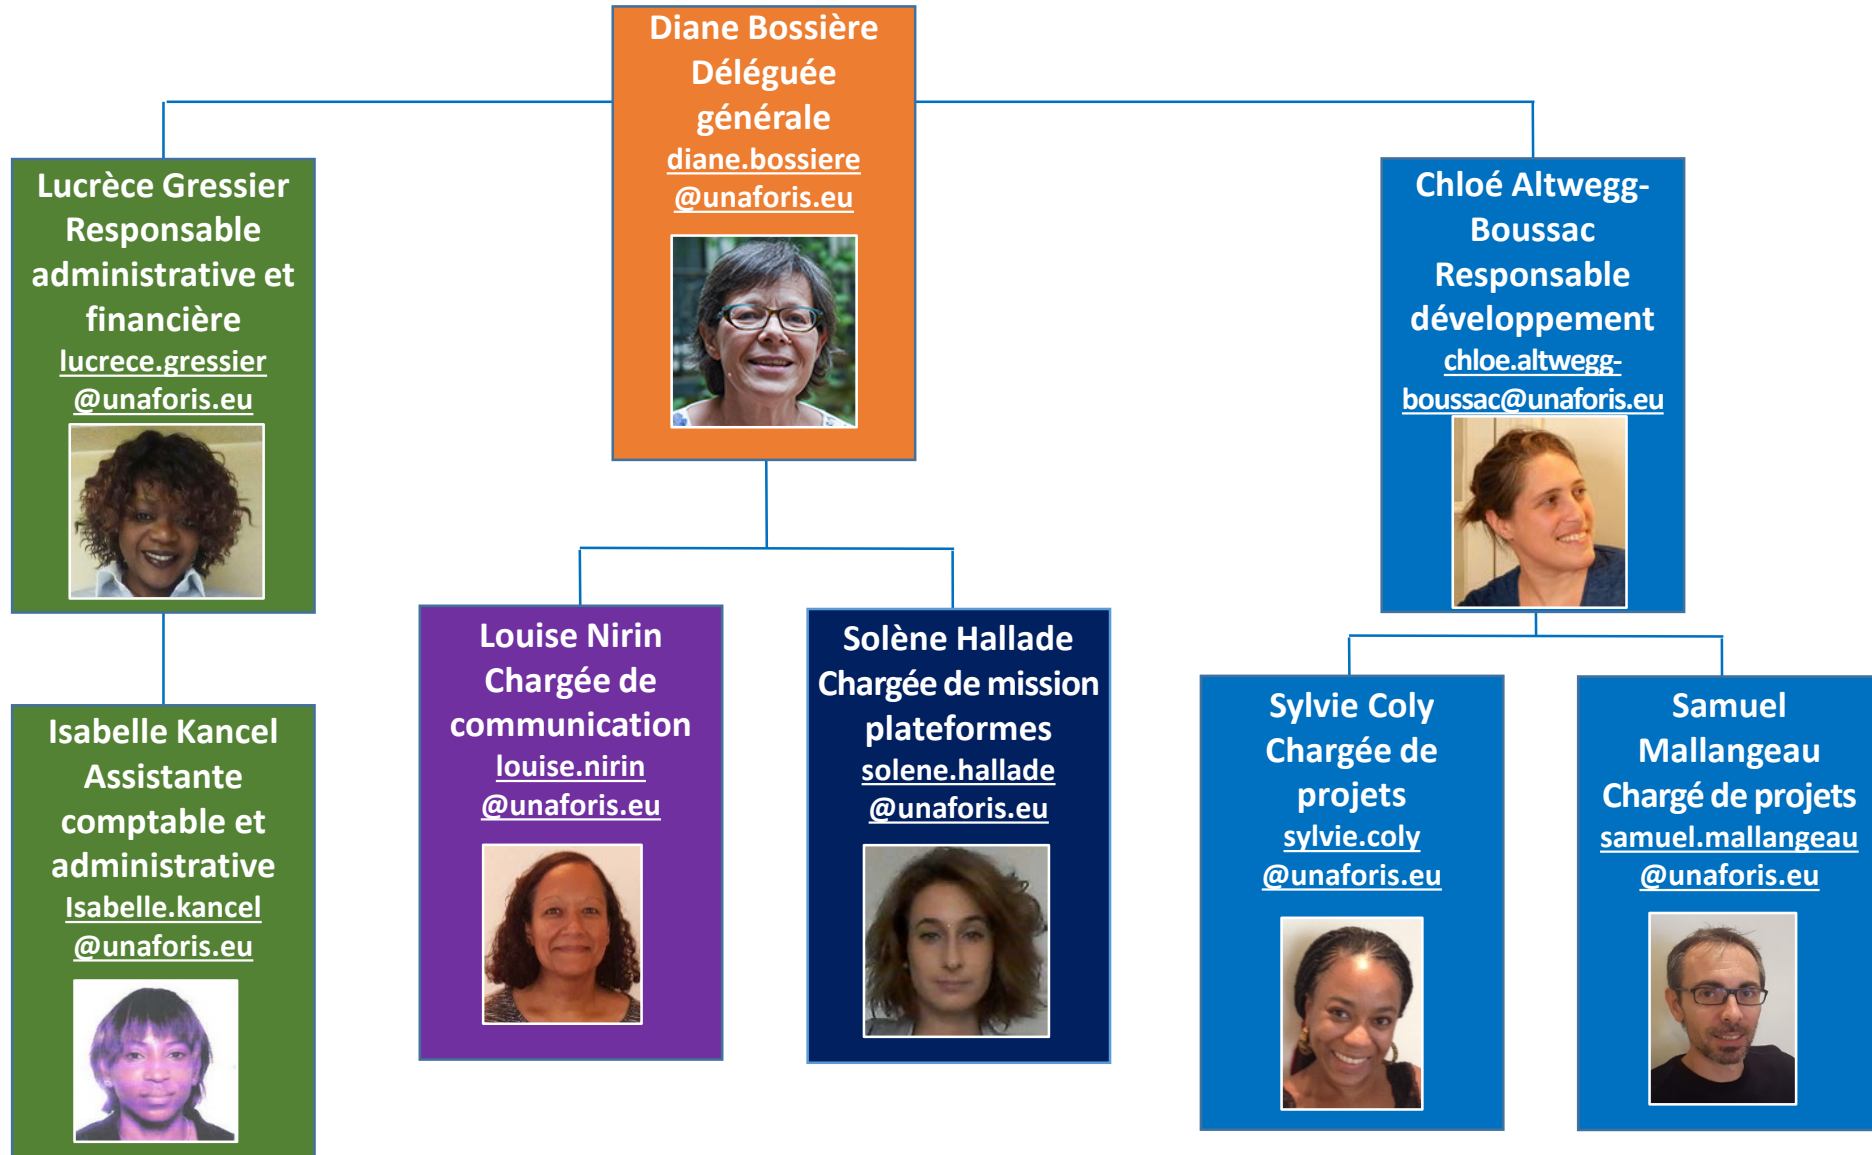 Diane Bossière
Déléguée
générale
diane.bossiere
@unaforis.eu
Lucrèce Gressier
Responsable
administrative et
financière
lucrece.gressier
@unaforis.eu
Chloé Altwegg-
Boussac
Responsable
développement
chloe.altwegg-
boussac@unaforis.eu
Isabelle Kancel
Assistante
comptable et
administrative
Isabelle.kancel
@unaforis.eu
Louise Nirin
Chargée de
communication
louise.nirin
@unaforis.eu
Solène Hallade
Chargée de mission
plateformes
solene.hallade
@unaforis.eu
Sylvie Coly
Chargée de
projets
sylvie.coly
@unaforis.eu
Samuel
Mallangeau
Chargé de projets
samuel.mallangeau
@unaforis.eu